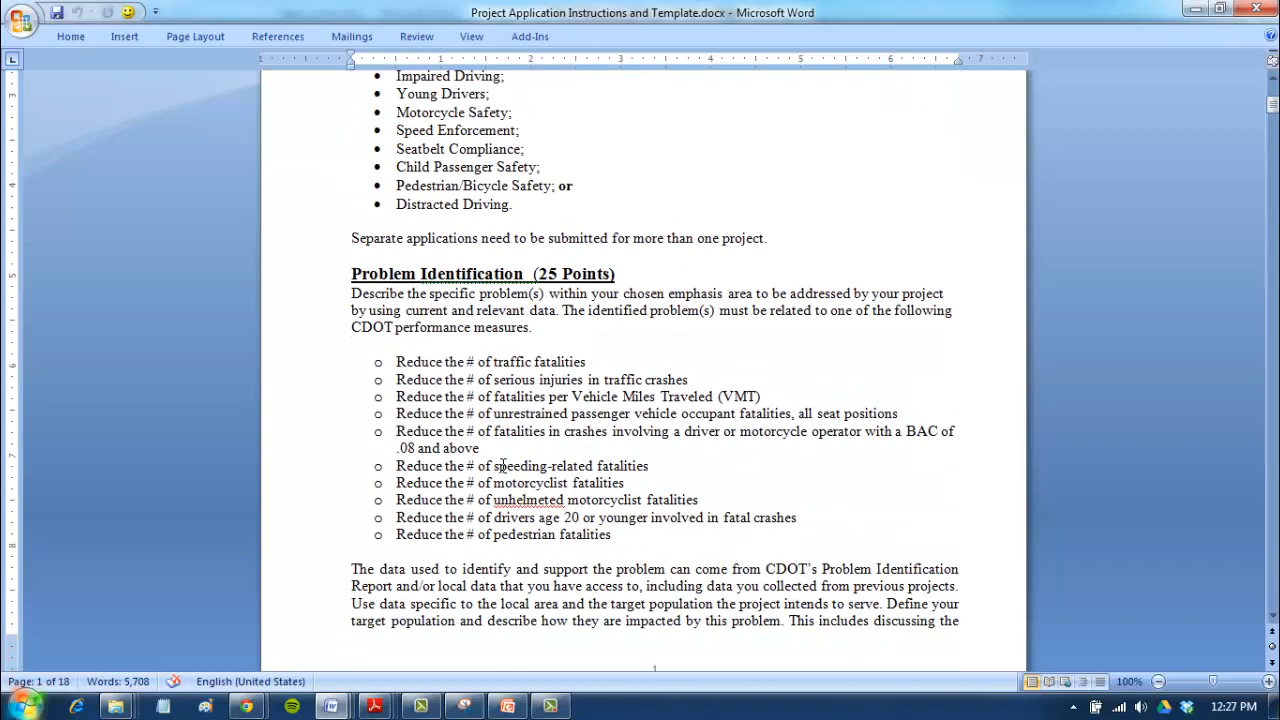 Project Application Instructions and Template.docx - Microsoft Word
Home Insert Page Layout References Mailings Review View Add-Ins
1 1 2 3 4 5 6 7
Impaired Driving;
Young Drivers;
Motorcycle Safety;
Speed Enforcement;
Seatbelt Compliance;
Child Passenger Safety;
Pedestrian/Bicycle Safety; or
Distracted Driving.
Separate applications need to be submitted for more than one project.
Problem Identification (25 Points)
Describe the specific problem(s) within your chosen emphasis area to be addressed by your project
by using current and relevant data. The identified problem(s) must be related to one of the following
CDOT performance measures.
Reduce the # of traffic fatalities
Reduce the # of serious injuries in traffic crashes
Reduce the # of fatalities per Vehicle Miles Traveled (VMT)
Reduce the # of unrestrained passenger vehicle occupant fatalities, all seat positions
Reduce the # of fatalities in crashes involving a driver or motorcycle operator with a BAC of
.08 and above
Reduce the # of speeding-related fatalities
Reduce the # of motorcyclist fatalities
Reduce the # of unhelmeted motorcyclist fatalities
Reduce the # of drivers age 20 or younger involved in fatal crashes
Reduce the # of pedestrian fatalities
The data used to identify and support the problem can come from CDOT's Problem Identification
Report and/or local data that you have access to, including data you collected from previous projects.
Use data specific to the local area and the target population the project intends to serve. Define your
target population and describe how they are impacted by this problem. This includes discussing the
1
Page: 1 of 18 Words: 5,708 English (United States) 100%
12:27 PM